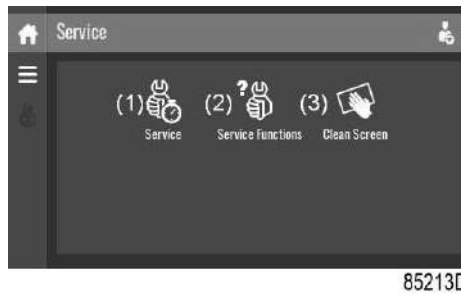 Service
(1) (2) ? (3)
Service Service Functions Clean Screen
85213D